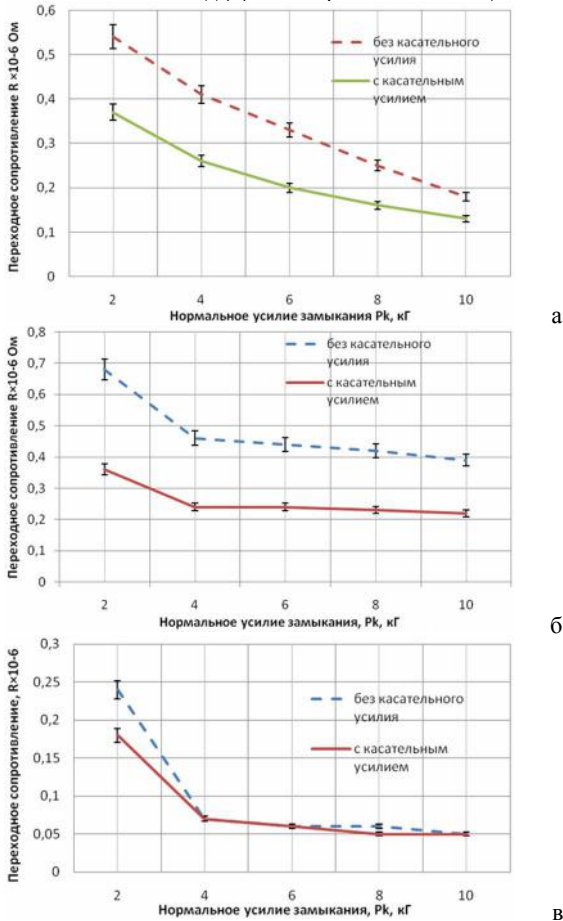 0,6
0,5
0,4
0,3
0,2
0,1
0
Переходное сопротивление R ×10-6 Ом
без касательного
усилия
с касательным
усилием
2 4 6 8 10
Нормальное усилие замыкания Pk, кГ
а
0,8
0,7
0,6
0,5
0,4
0,3
0,2
0,1
0
Переходное сопротивление R×10-6 Ом
без касательного
усилия
с касательным
усилием
2 4 6 8 10
Нормальное усилие замыкания, Pk, кГ
б
0,3
0,25
0,2
0,15
0,1
0,05
0
Переходное сопротивление, R×10-6
без касательного
усилия
с касательным
усилием
2 4 6 8 10
Нормальное усилие замыкания, Pk, кГ
в